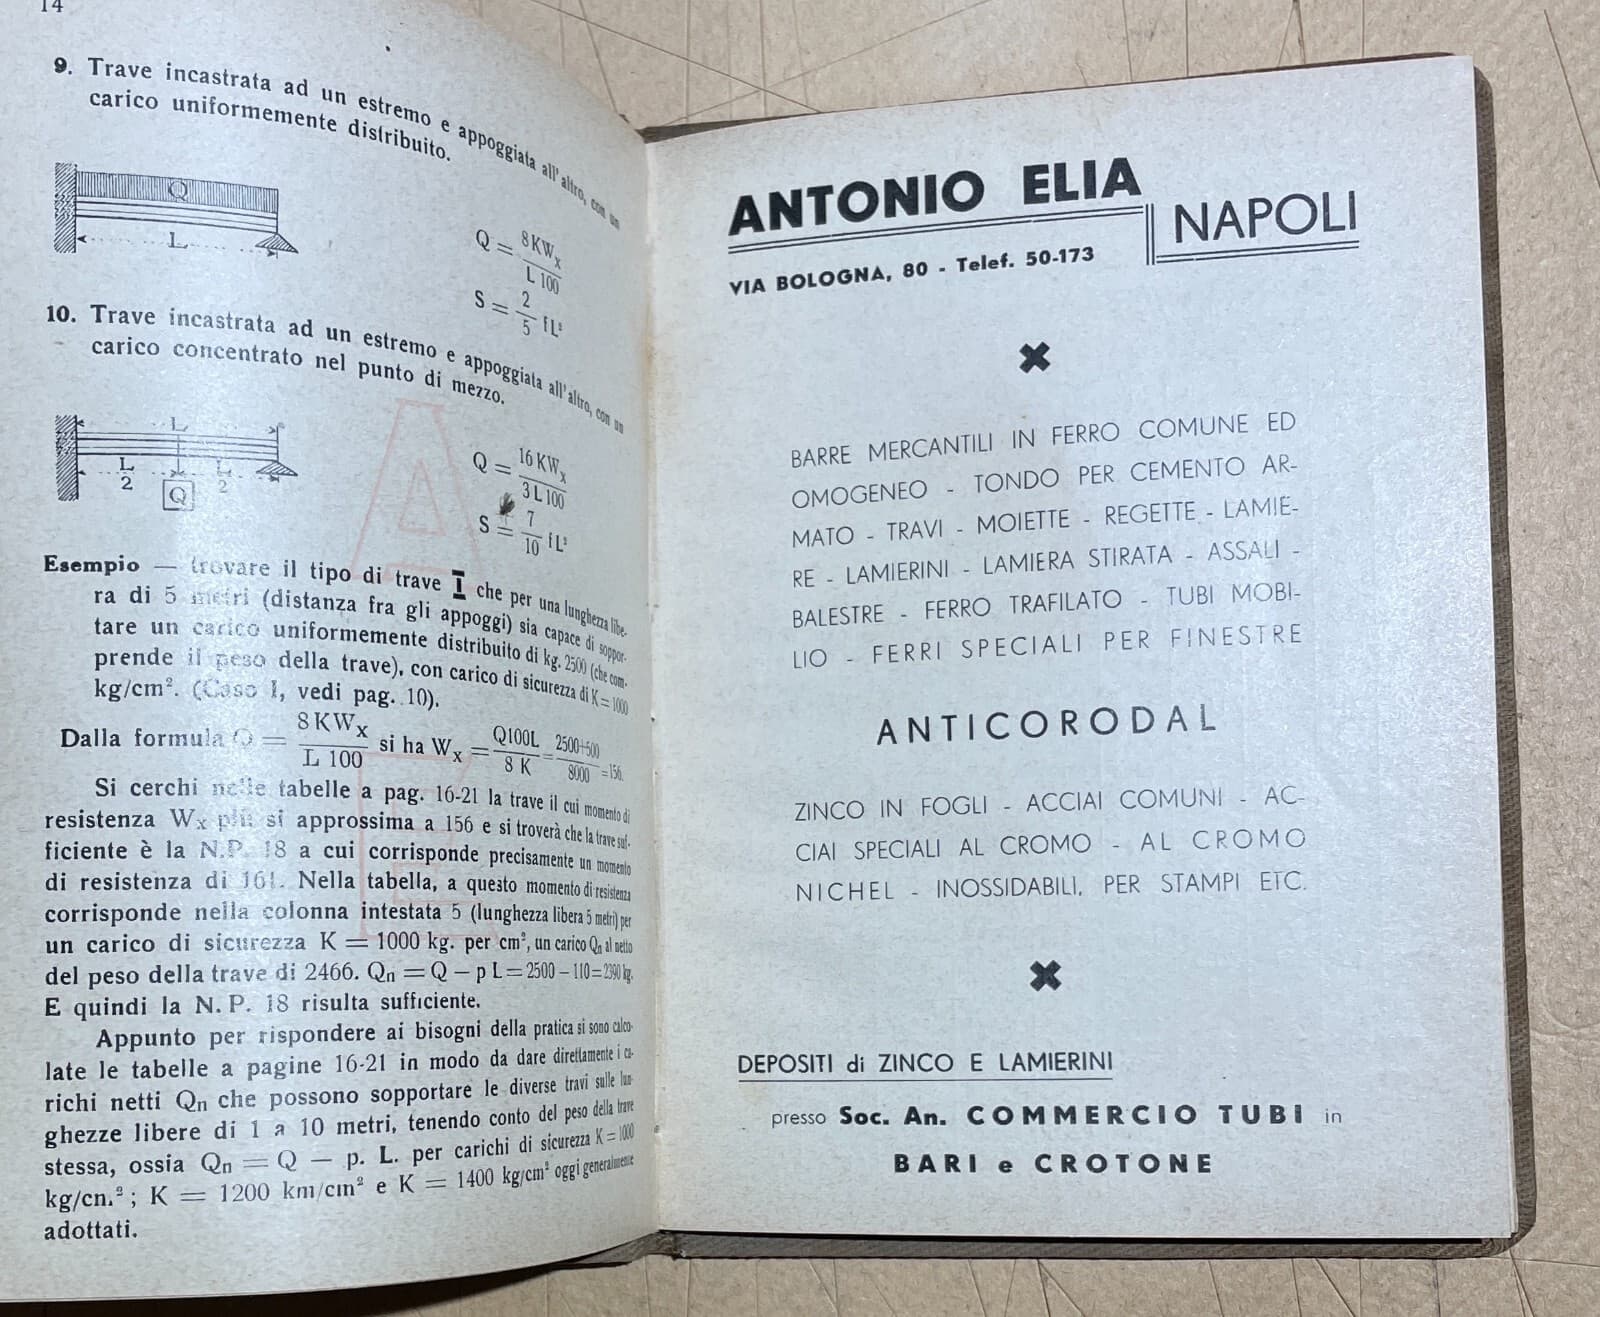 14
9. Trave incastrata ad un estremo e appoggiata all'altro, con un
carico uniformemente distribuito.
Q
L
Q = 8KWx / L 100
S = 2/5 f L²
10. Trave incastrata ad un estremo e appoggiata all'altro, con un
carico concentrato nel punto di mezzo.
L
L/2 L/2
Q
Q = 16 KWx / 3 L 100
S = 7/10 f L²
A
Esempio — trovare il tipo di trave I che per una lunghezza libe-
ra di 5 metri (distanza fra gli appoggi) sia capace di soppor-
tare un carico uniformemente distribuito di kg. 2500 (che com-
prende il peso della trave), con carico di sicurezza di K = 1000
kg/cm². (Caso I, vedi pag. 10).
Dalla formula Q = 8 KWx / L 100 si ha Wx = Q100L / 8 K = 2500+500 / 8000 = 156.
E
Si cerchi nelle tabelle a pag. 16-21 la trave il cui momento di
resistenza Wx più si approssima a 156 e si troverà che la trave suf-
ficiente è la N.P. 18 a cui corrisponde precisamente un momento
di resistenza di 161. Nella tabella, a questo momento di resistenza
corrisponde nella colonna intestata 5 (lunghezza libera 5 metri) per
un carico di sicurezza K = 1000 kg. per cm², un carico Qn al netto
del peso della trave di 2466. Qn = Q — p L = 2500 — 110 = 2390 kg.
E quindi la N. P. 18 risulta sufficiente.
Appunto per rispondere ai bisogni della pratica si sono calco-
late le tabelle a pagine 16-21 in modo da dare direttamente i ca-
richi netti Qn che possono sopportare le diverse travi sulle lun-
ghezze libere di 1 a 10 metri, tenendo conto del peso della trave
stessa, ossia Qn = Q — p. L. per carichi di sicurezza K = 1000
kg/cn.² ; K = 1200 km/cm² e K = 1400 kg/cm² oggi generalmente
adottati.
ANTONIO ELIA
NAPOLI
VIA BOLOGNA, 80 - Telef. 50-173
BARRE MERCANTILI IN FERRO COMUNE ED
OMOGENEO - TONDO PER CEMENTO AR-
MATO - TRAVI - MOIETTE - REGETTE - LAMIE-
RE - LAMIERINI - LAMIERA STIRATA - ASSALI -
BALESTRE - FERRO TRAFILATO - TUBI MOBI-
LIO - FERRI SPECIALI PER FINESTRE
ANTICORODAL
ZINCO IN FOGLI - ACCIAI COMUNI - AC-
CIAI SPECIALI AL CROMO - AL CROMO
NICHEL - INOSSIDABILI, PER STAMPI ETC.
DEPOSITI di ZINCO E LAMIERINI
presso Soc. An. COMMERCIO TUBI in
BARI e CROTONE